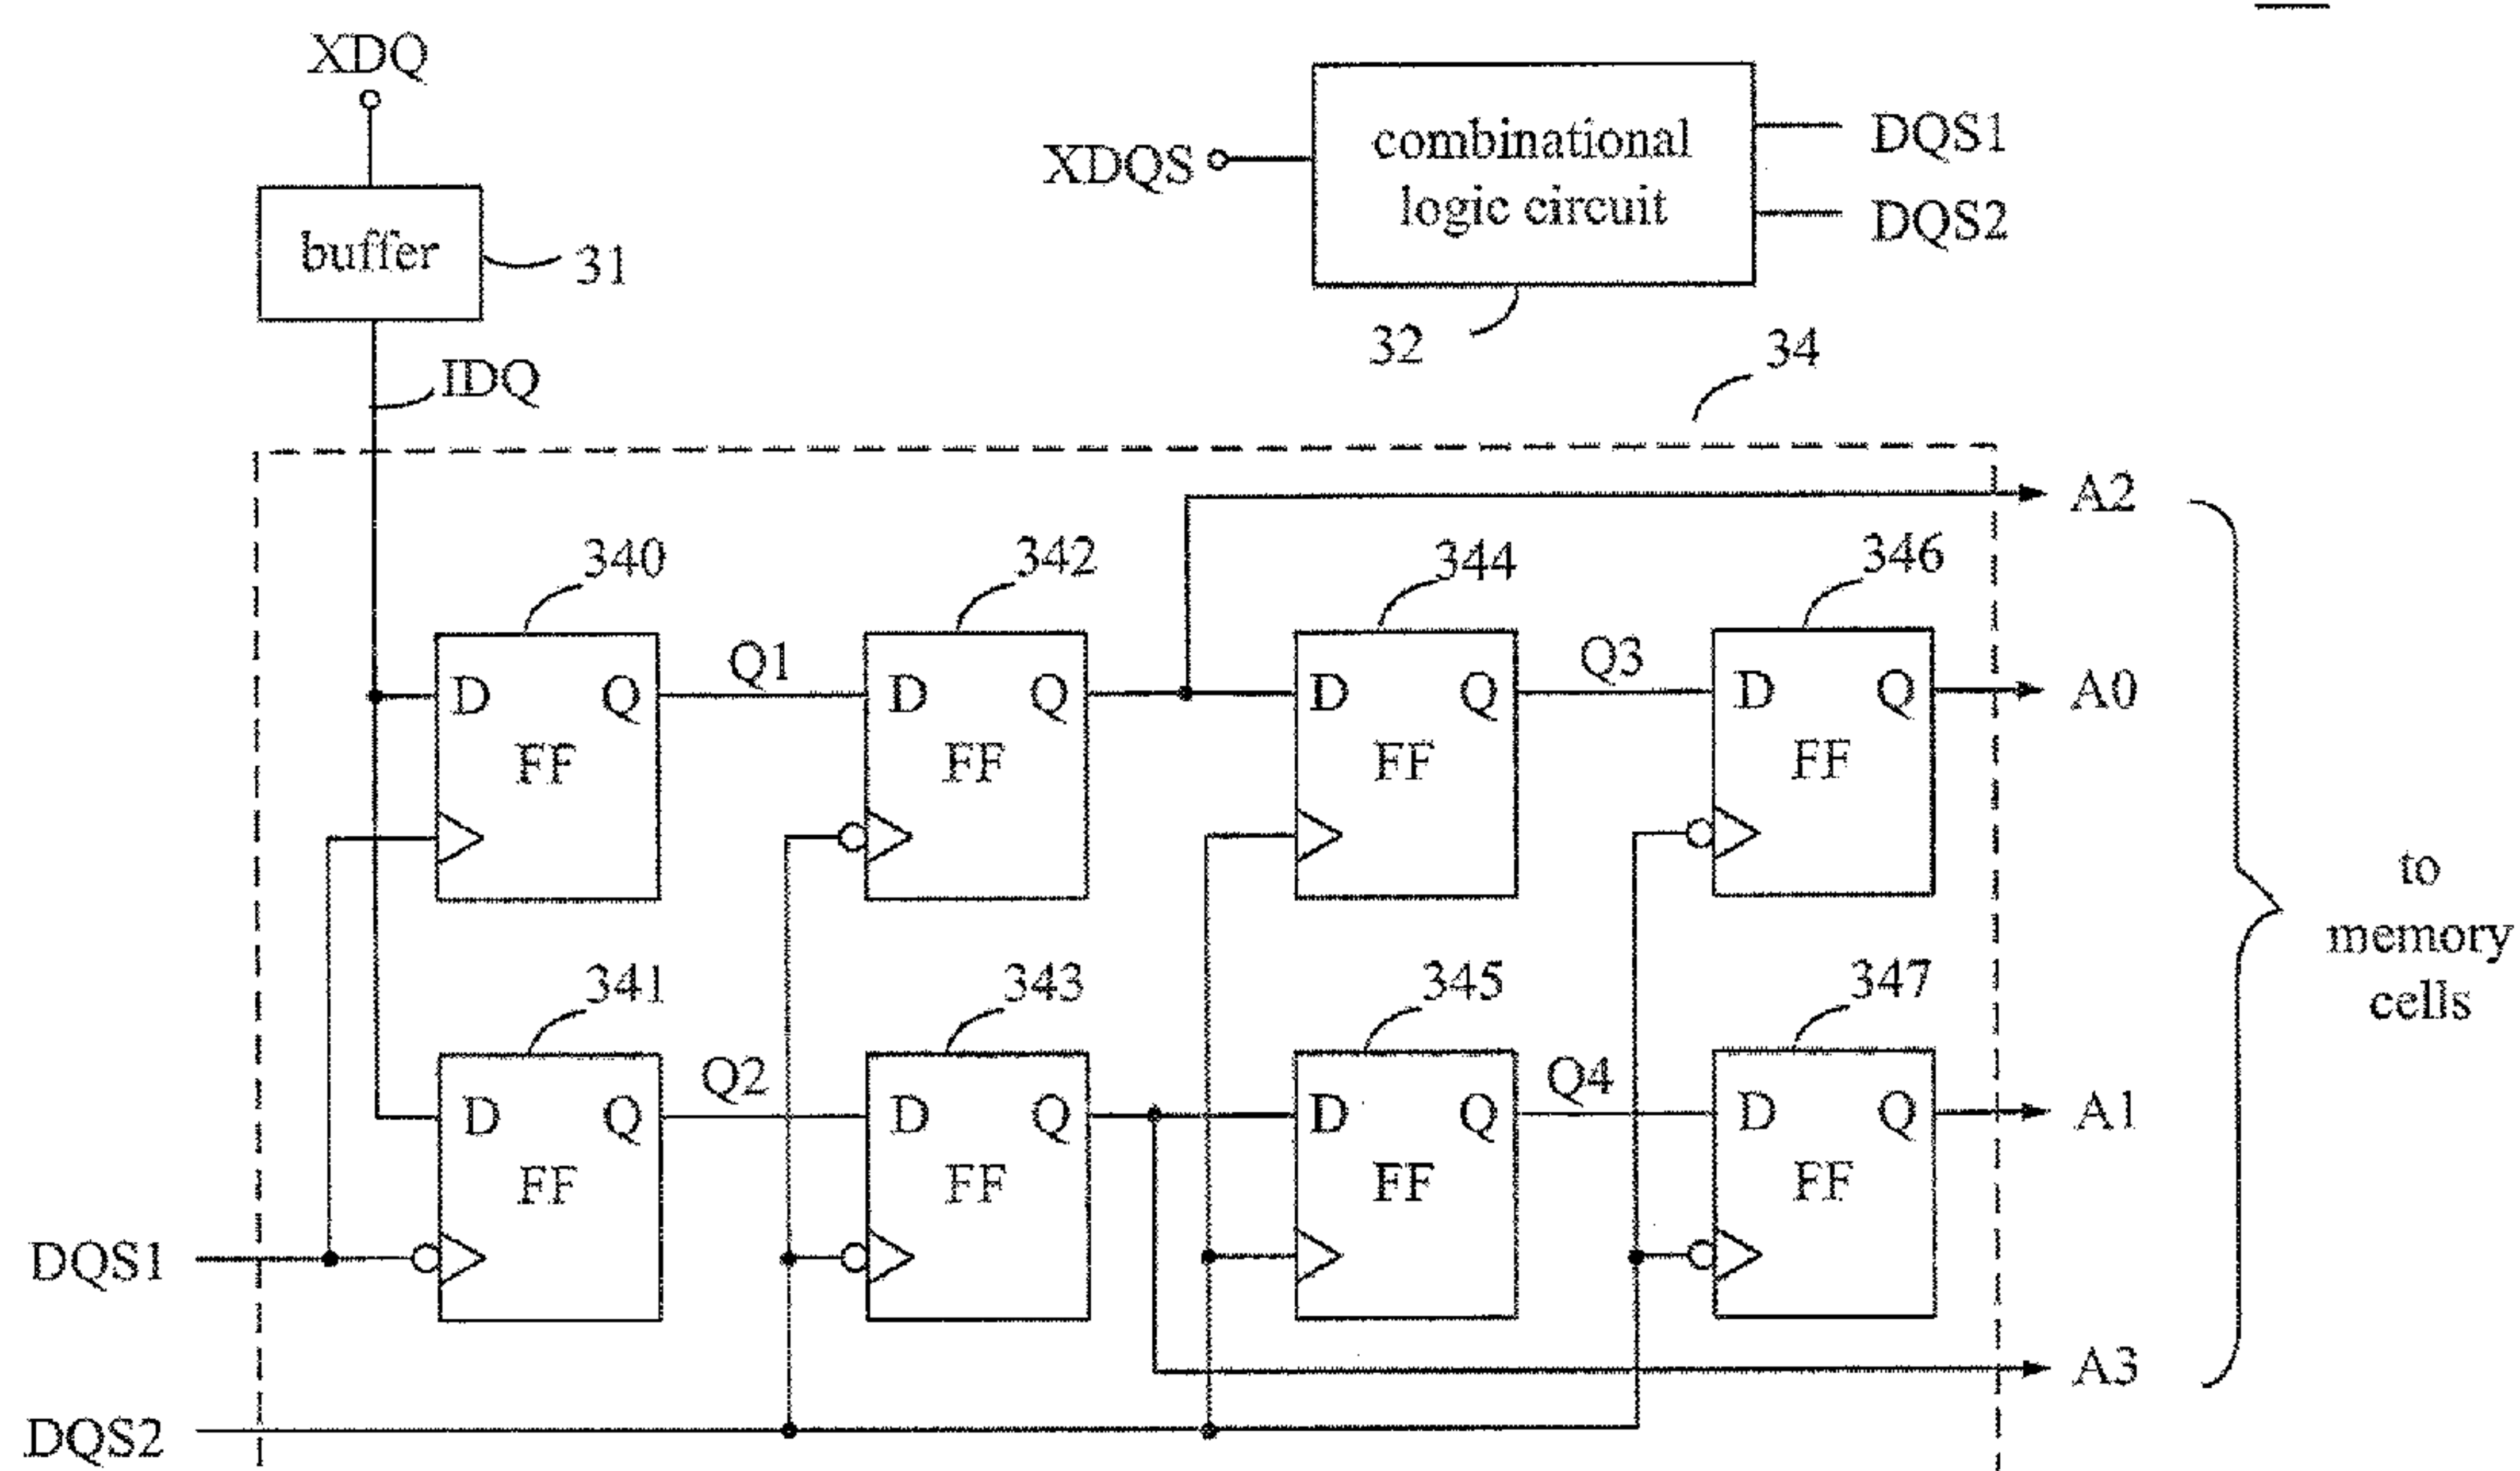 XDQ
XDQS
combinational
logic circuit
DQS1
DQS2
buffer
31
32
34
IDQ
A2
340
342
344
346
D
Q
FF
Q1
D
Q
FF
D
Q
FF
Q3
D
Q
FF
A0
to
memory
cells
341
343
345
347
D
Q
FF
Q2
D
Q
FF
D
Q
FF
Q4
D
Q
FF
A1
DQS1
A3
DQS2